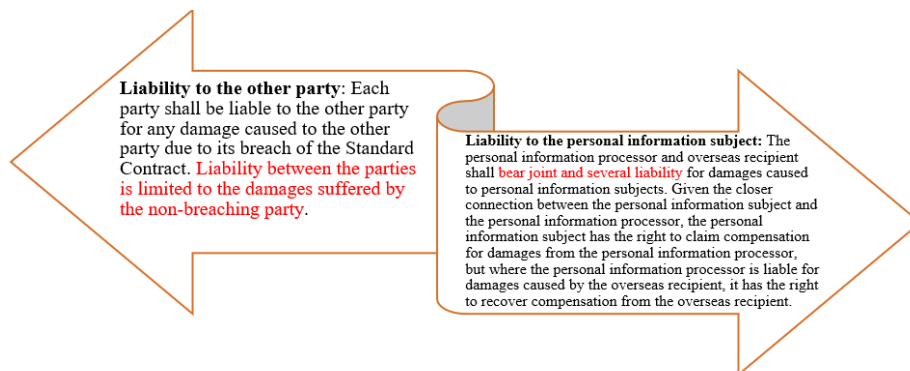 Liability to the other party: Each
party shall be liable to the other party
for any damage caused to the other
party due to its breach of the Standard
Contract. Liability between the parties
is limited to the damages suffered by
the non-breaching party.
Liability to the personal information subject: The
personal information processor and overseas recipient
shall bear joint and several liability for damages caused
to personal information subjects. Given the closer
connection between the personal information subject and
the personal information processor, the personal
information subject has the right to claim compensation
for damages from the personal information processor,
but where the personal information processor is liable for
damages caused by the overseas recipient, it has the right
to recover compensation from the overseas recipient.